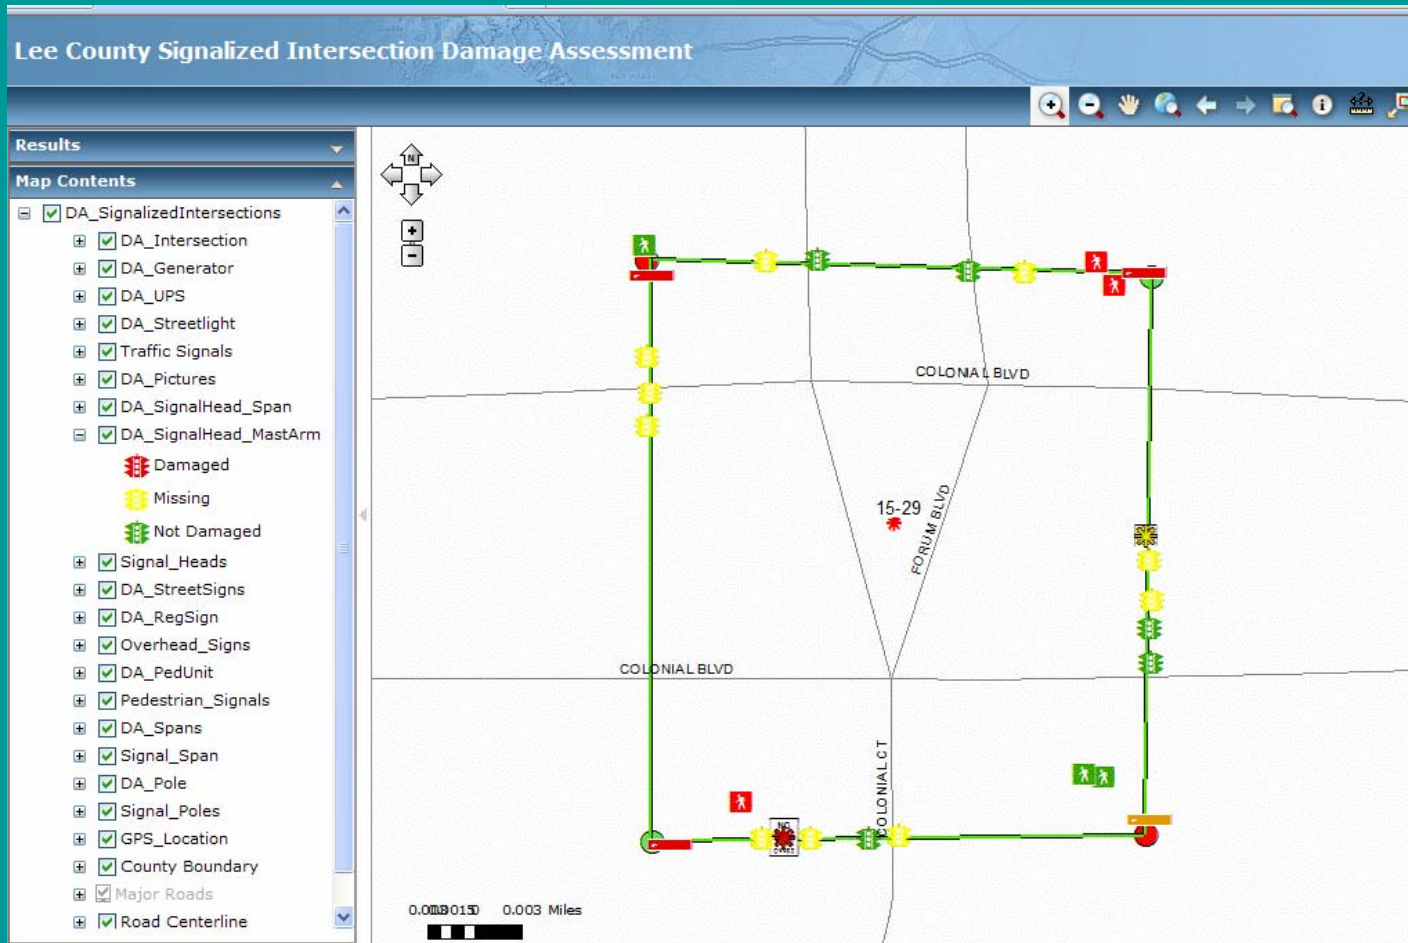 Lee County Signalized Intersection Damage Assessment
Results
Map Contents
DA_SignalizedIntersections
DA_Intersection
DA_Generator
DA_UPS
DA_Streetlight
Traffic Signals
DA_Pictures
DA_SignalHead_Span
DA_SignalHead_MastArm
Damaged
Missing
Not Damaged
Signal_Heads
DA_StreetSigns
DA_RegSign
Overhead_Signs
DA_PedUnit
Pedestrian_Signals
DA_Spans
Signal_Span
DA_Pole
Signal_Poles
GPS_Location
County Boundary
Major Roads
Road Centerline
N
COLONIAL BLVD
15-29
FORUM BLVD
COLONIAL BLVD
COLONIAL CT
NO
0.003 Miles